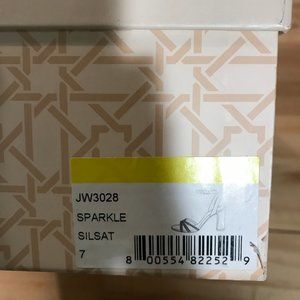 JW3028
SPARKLE
SILSAT
7
8 00554 82252 9